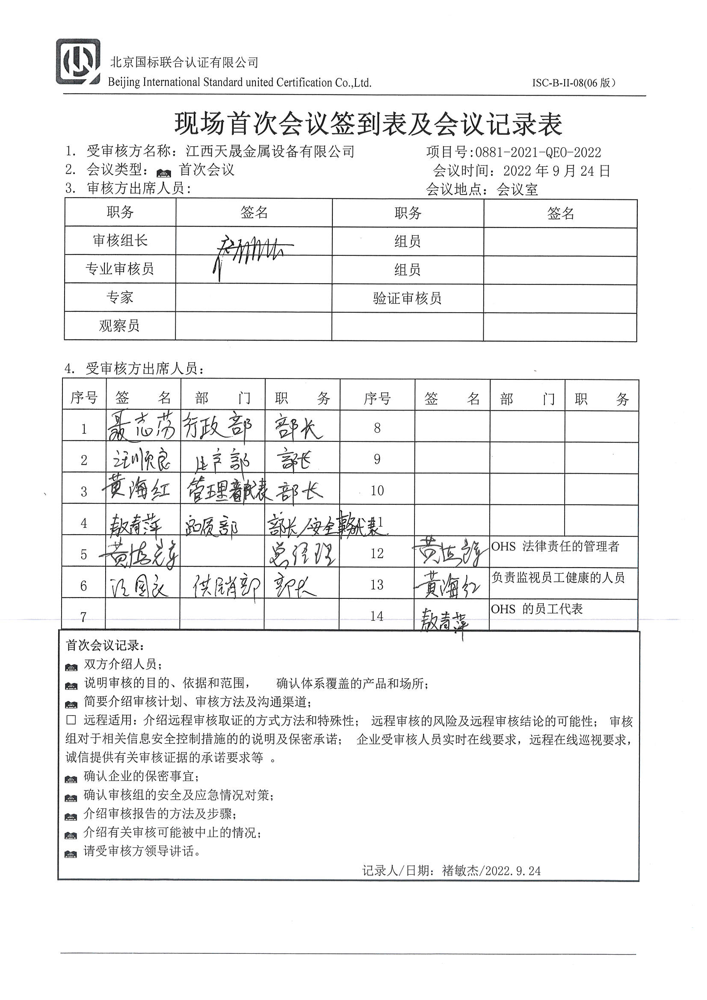 北京国标联合认证有限公司
Beijing International Standard united Certification Co.,Ltd.
ISC-B-II-08(06 版）
现场首次会议签到表及会议记录表
1. 受审核方名称：江西天晟金属设备有限公司 项目号:0881-2021-QEO-2022
2. 会议类型： 首次会议 会议时间：2022 年 9 月 24 日
3. 审核方出席人员： 会议地点：会议室
职务 签名 职务 签名
审核组长 组员
专业审核员 组员
专家 验证审核员
观察员
4. 受审核方出席人员：
序号 签 名 部 门 职 务 序号 签 名 部 门 职 务
1 聂志芬 行政部 部长 8
2 汪顺良 生产部 部长 9
3 黄海红 管理者代表 部长 10
4 敖青萍 品质部 部长/安全事务代表 11
5 总经理 12 OHS 法律责任的管理者
6 汪国良 供销部 部长 13 黄海红 负责监视员工健康的人员
7 14 敖青萍 OHS 的员工代表
首次会议记录：
双方介绍人员；
说明审核的目的、依据和范围， 确认体系覆盖的产品和场所；
简要介绍审核计划、审核方法及沟通渠道；
□ 远程适用：介绍远程审核取证的方式方法和特殊性； 远程审核的风险及远程审核结论的可能性； 审核
组对于相关信息安全控制措施的的说明及保密承诺； 企业受审核人员实时在线要求，远程在线巡视要求，
诚信提供有关审核证据的承诺要求等 。
确认企业的保密事宜；
确认审核组的安全及应急情况对策；
介绍审核报告的方法及步骤；
介绍有关审核可能被中止的情况；
请受审核方领导讲话。
记录人/日期：褚敏杰/2022.9.24